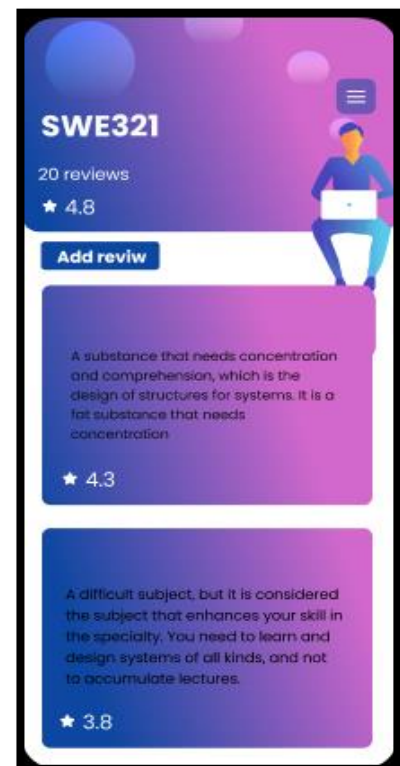 SWE321
20 reviews
4.8
Add reviw
A substance that needs concentration
and comprehension, which is the
design of structures for systems. It is a
fat substance that needs
concentration
4.3
A difficult subject, but it is considered
the subject that enhances your skill in
the specialty. You need to learn and
design systems of all kinds, and not
to accumulate lectures.
3.8